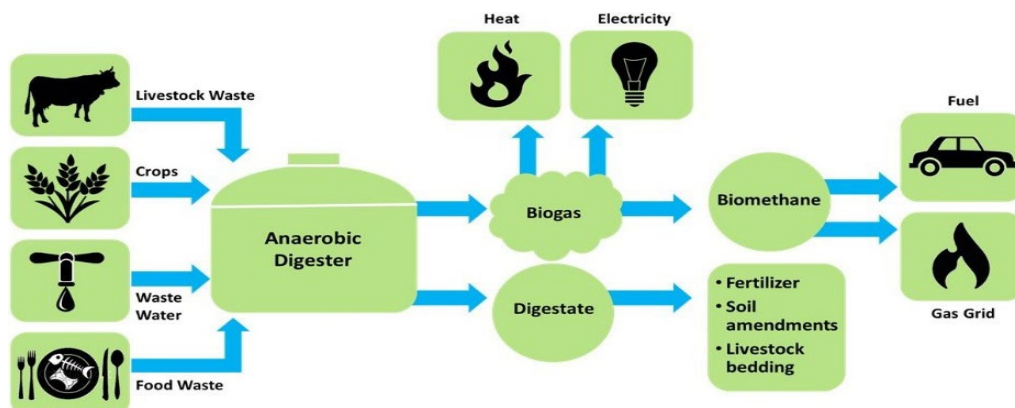 Heat
Electricity
Livestock Waste
Fuel
Crops
Biogas
Biomethane
Anaerobic
Digester
Waste
Water
Digestate
• Fertilizer
• Soil
amendments
• Livestock
bedding
Gas Grid
Food Waste